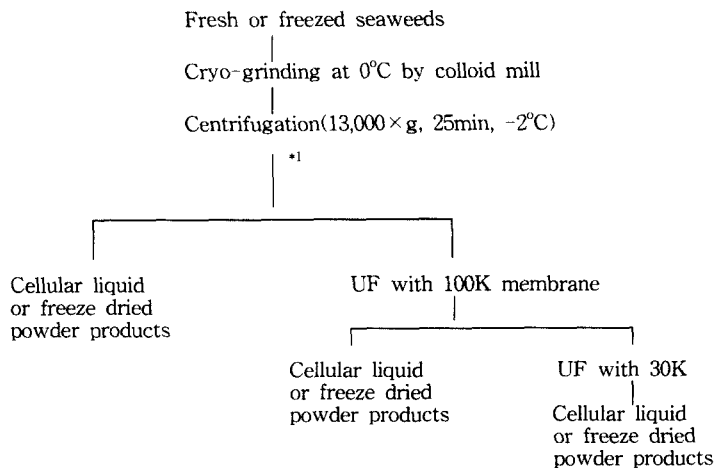 Fresh or freezed seaweeds
Cryo-grinding at 0°C by colloid mill
Centrifugation(13,000×g, 25min, -2°C)
*1
Cellular liquid
or freeze dried
powder products
UF with 100K membrane
Cellular liquid
or freeze dried
powder products
UF with 30K
Cellular liquid
or freeze dried
powder products